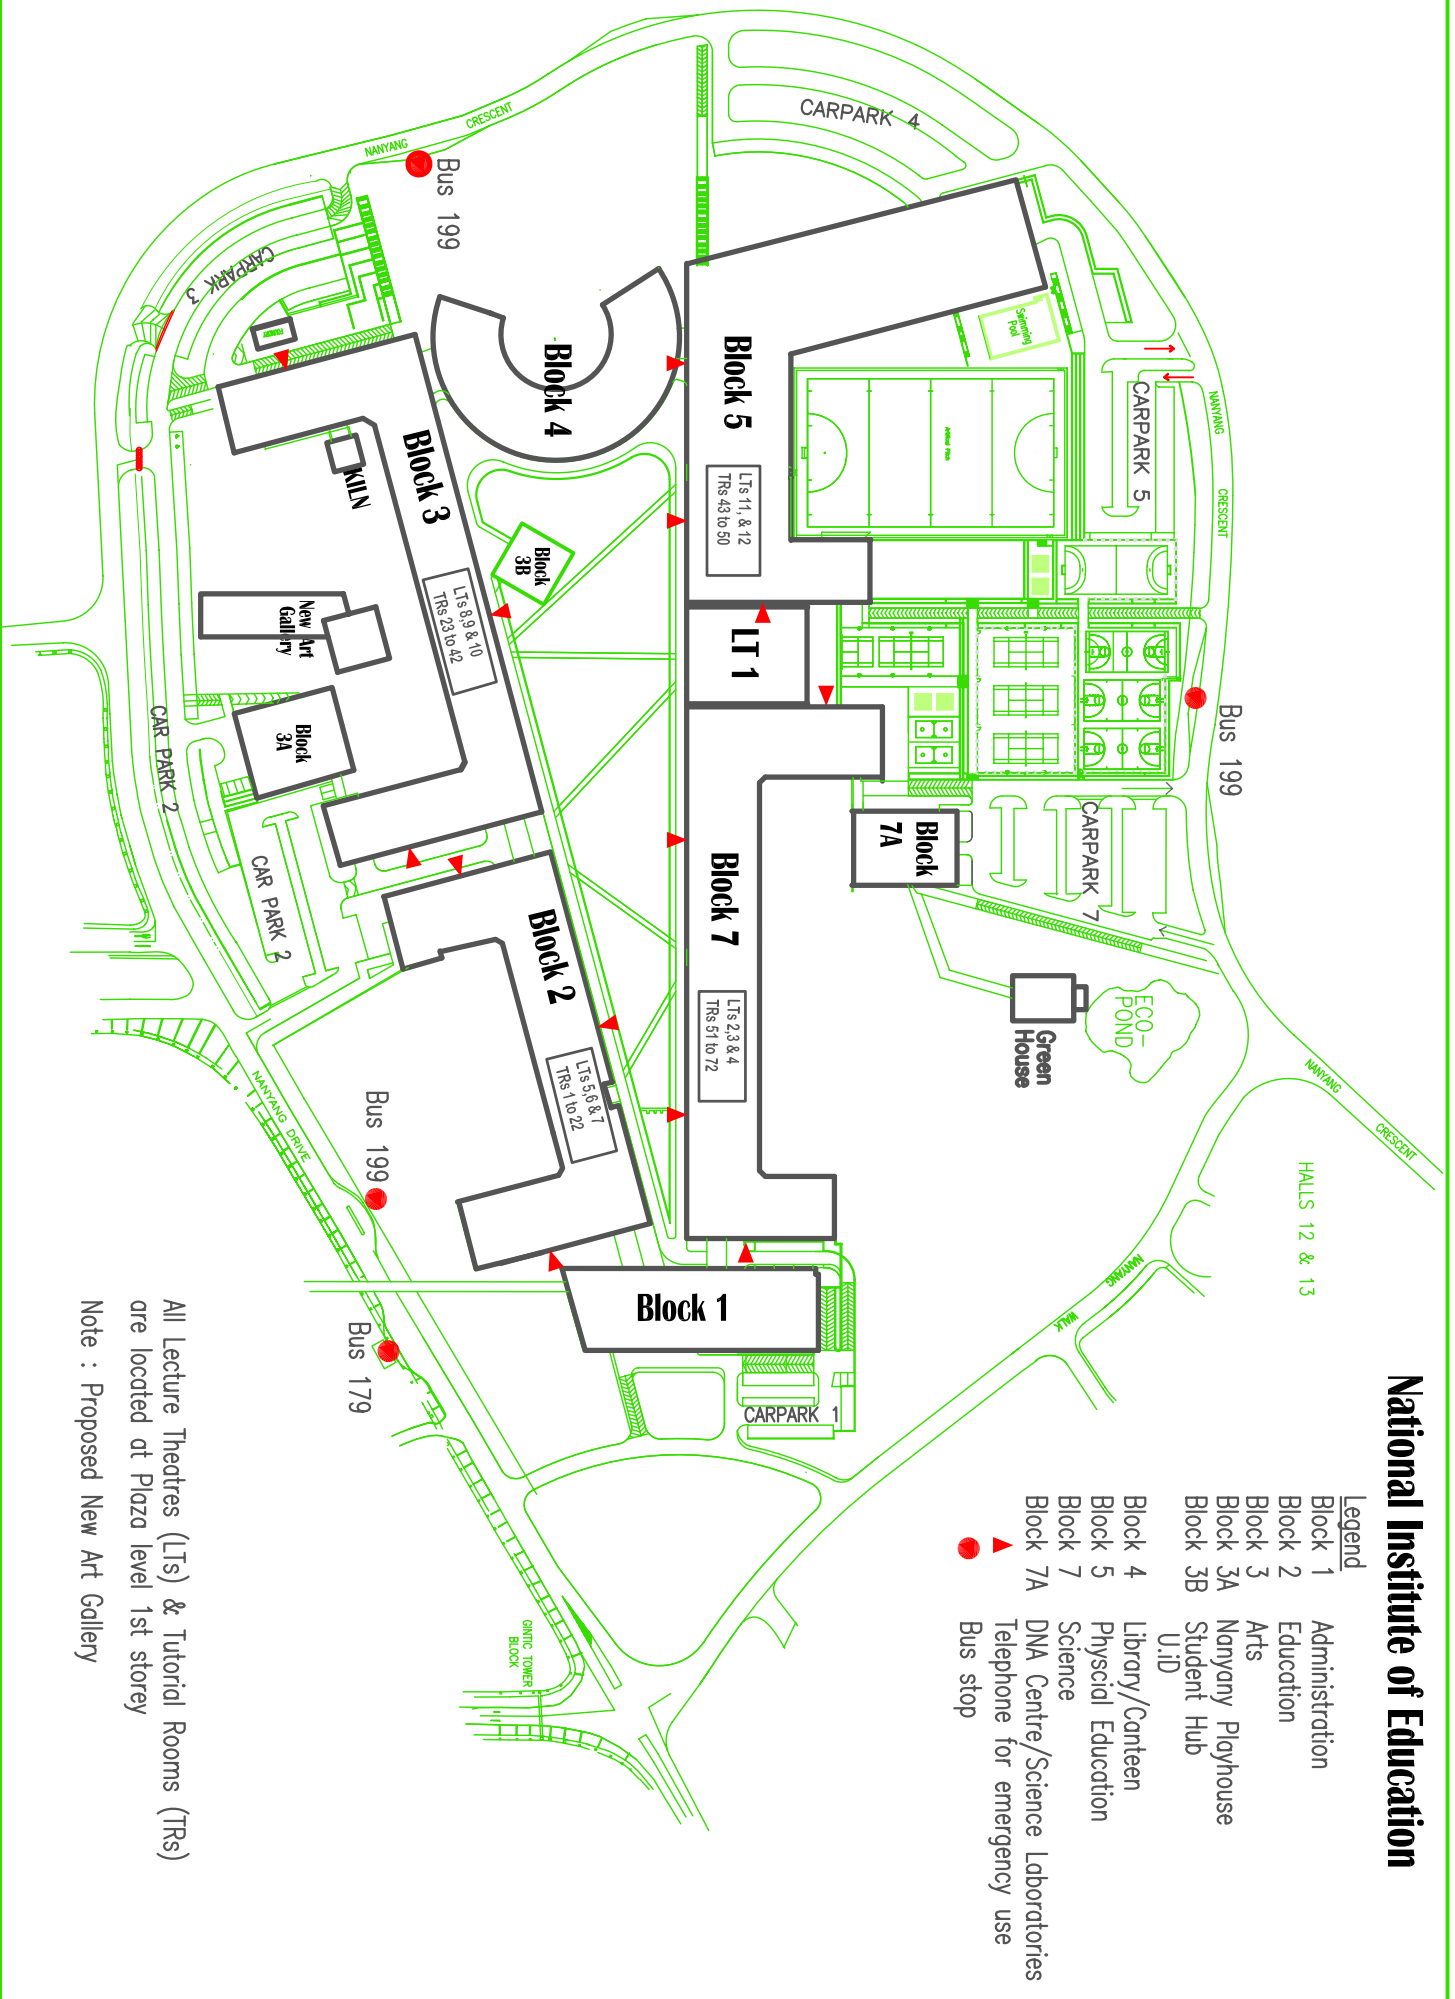 National Institute of Education
Legend
Block 1 Administration
Block 2 Education
Block 3 Arts
Block 3A Nanyany Playhouse
Block 3B Student Hub
U.iD
Block 4 Library/Canteen
Block 5 Physcial Education
Block 7 Science
Block 7A DNA Centre/Science Laboratories
Telephone for emergency use
Bus stop
HALLS 12 & 13
NANYANG
CRESCENT
NANYANG
WALK
NANYANG
CRESCENT
Bus 199
CARPARK 5
CARPARK 7
ECO-
POND
Green
House
Swimming
Pool
Artificial Pitch
CARPARK 4
Block
7A
Block 5
LTs 11, & 12
TRs 43 to 50
LT 1
Block 7
LTs 2,3 & 4
TRs 51 to 72
Block 1
CARPARK 1
Block 4
Block
3B
Block 2
LTs 5,6 & 7
TRs 1 to 22
Block 3
LTs 8,9 & 10
TRs 23 to 42
KILN
New Art
Gallery
Block
3A
FOUNDRY
NANYANG
CRESCENT
Bus 199
CARPARK 3
CAR PARK 2
CAR PARK 2
NANYANG DRIVE
Bus 199
Bus 179
GINTIC TOWER
BLOCK
All Lecture Theatres (LTs) & Tutorial Rooms (TRs)
are located at Plaza level 1st storey
Note : Proposed New Art Gallery